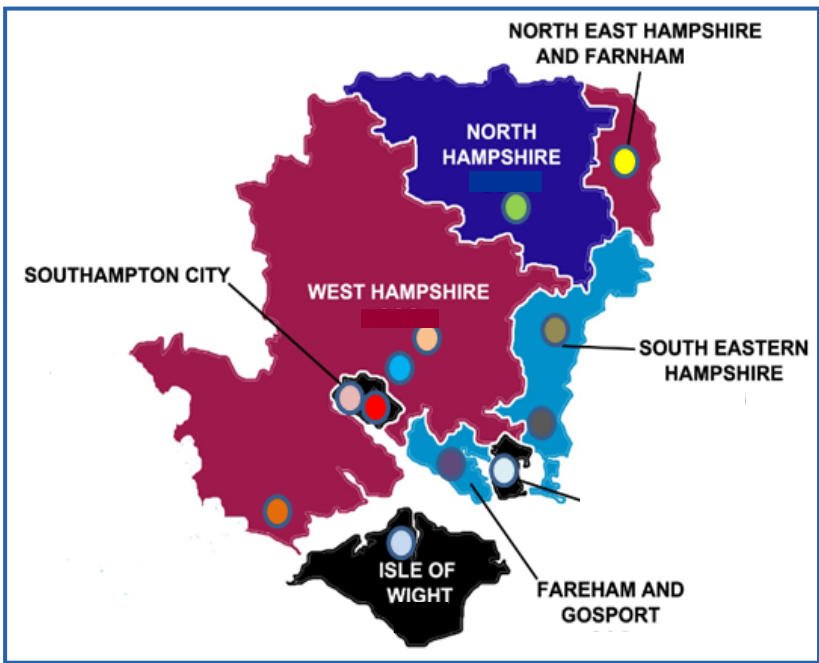 NORTH EAST HAMPSHIRE
AND FARNHAM
NORTH
HAMPSHIRE
SOUTHAMPTON CITY
WEST HAMPSHIRE
SOUTH EASTERN
HAMPSHIRE
ISLE OF
WIGHT
FAREHAM AND
GOSPORT